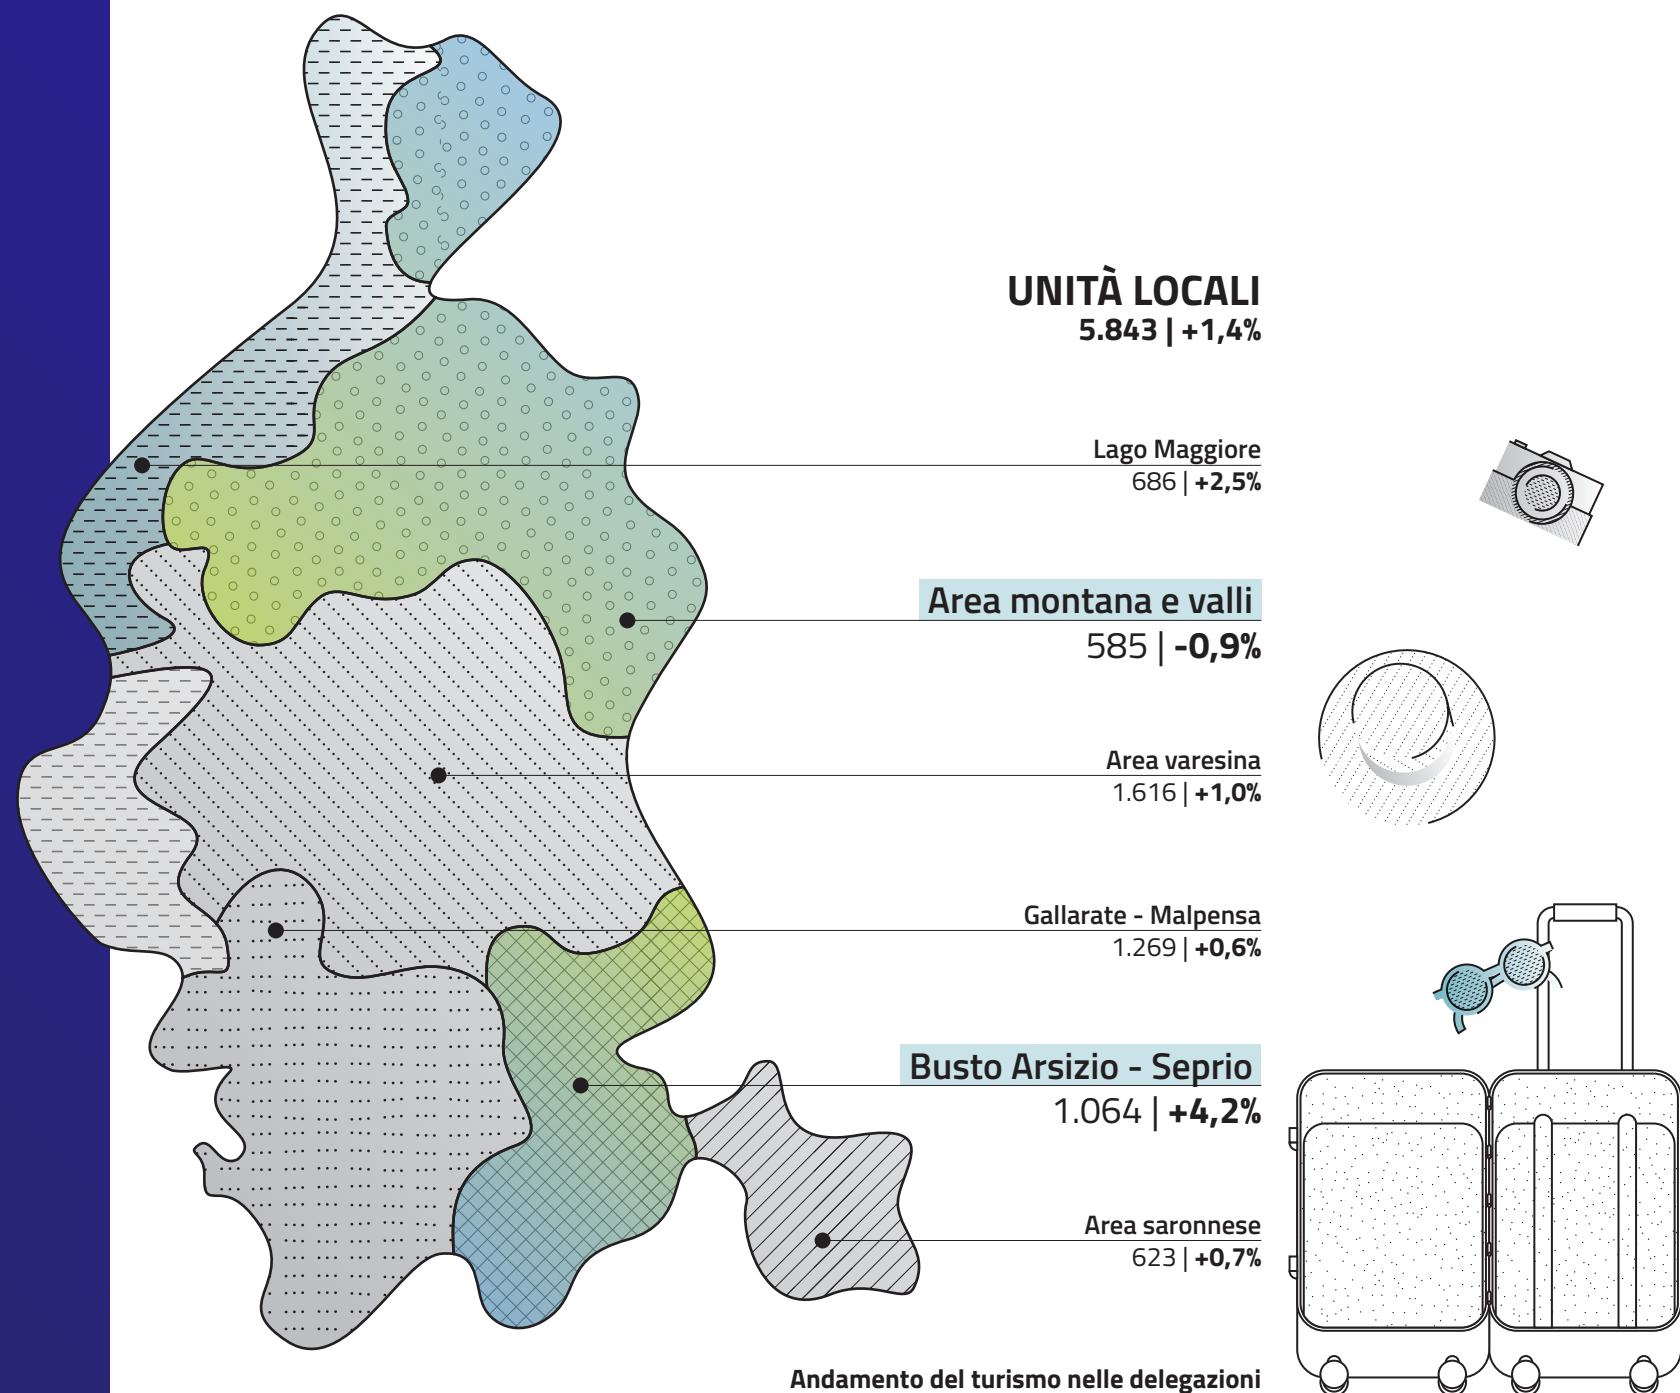 UNITÀ LOCALI
5.843 | +1,4%
Lago Maggiore
686 | +2,5%
Area montana e valli
585 | -0,9%
Area varesina
1.616 | +1,0%
Gallarate - Malpensa
1.269 | +0,6%
Busto Arsizio - Seprio
1.064 | +4,2%
Area saronnese
623 | +0,7%
Andamento del turismo nelle delegazioni